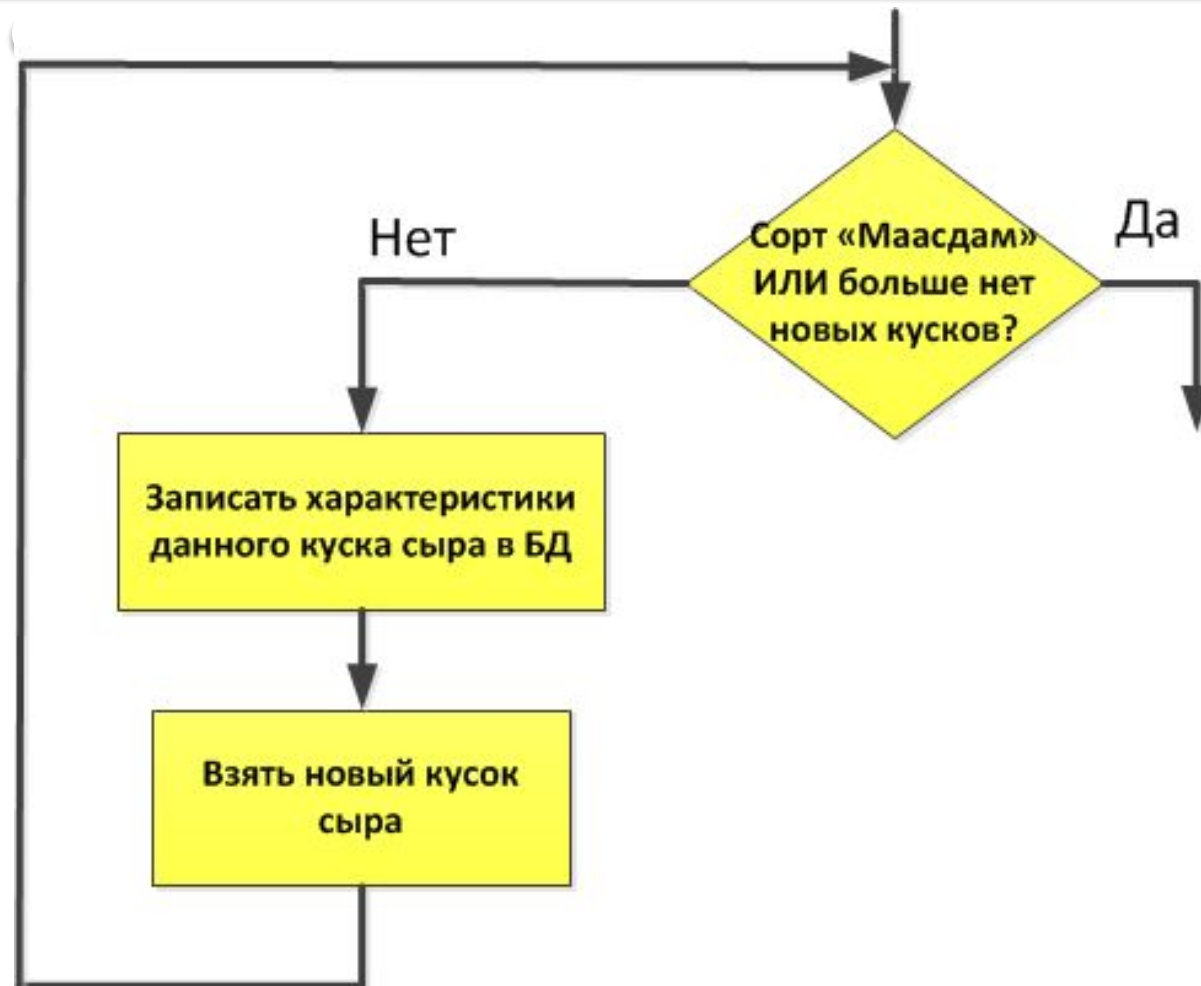 Да
Нет
Сорт «Маасдам»
ИЛИ больше нет
новых кусков?
Записать характеристики
данного куска сыра в БД
Взять новый кусок
сыра